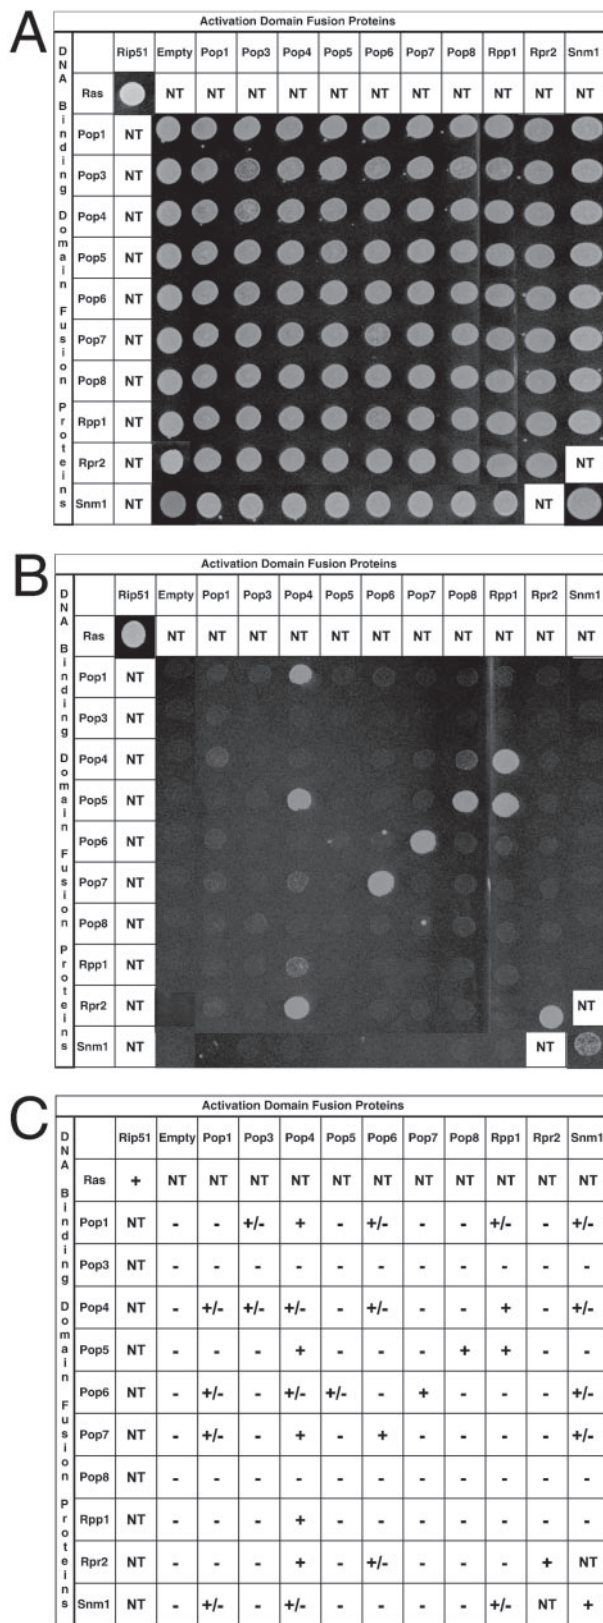 A
Activation Domain Fusion Proteins
DNA Binding Domain Fusion Proteins
Rip51 Empty Pop1 Pop3 Pop4 Pop5 Pop6 Pop7 Pop8 Rpp1 Rpr2 Snm1
Ras NT NT NT NT NT NT NT NT NT NT NT
Pop1 NT
Pop3 NT
Pop4 NT
Pop5 NT
Pop6 NT
Pop7 NT
Pop8 NT
Rpp1 NT
Rpr2 NT NT
Snm1 NT NT
B
Activation Domain Fusion Proteins
DNA Binding Domain Fusion Proteins
Rip51 Empty Pop1 Pop3 Pop4 Pop5 Pop6 Pop7 Pop8 Rpp1 Rpr2 Snm1
Ras NT NT NT NT NT NT NT NT NT NT NT
Pop1 NT
Pop3 NT
Pop4 NT
Pop5 NT
Pop6 NT
Pop7 NT
Pop8 NT
Rpp1 NT
Rpr2 NT NT
Snm1 NT NT
C
Activation Domain Fusion Proteins
DNA Binding Domain Fusion Proteins
Rip51 Empty Pop1 Pop3 Pop4 Pop5 Pop6 Pop7 Pop8 Rpp1 Rpr2 Snm1
Ras + NT NT NT NT NT NT NT NT NT NT NT
Pop1 NT - - +/- + - +/- - - +/- - +/-
Pop3 NT - - - - - - - - - - -
Pop4 NT - +/- +/- +/- - +/- - - + - +/-
Pop5 NT - - - + - - - + + - -
Pop6 NT - +/- - +/- +/- - + - - - +/-
Pop7 NT - +/- - + - + - - - - +/-
Pop8 NT - - - - - - - - - - -
Rpp1 NT - - - + - - - - - - -
Rpr2 NT - - - + - +/- - - - + NT
Snm1 NT - +/- - +/- - - - - +/- NT +